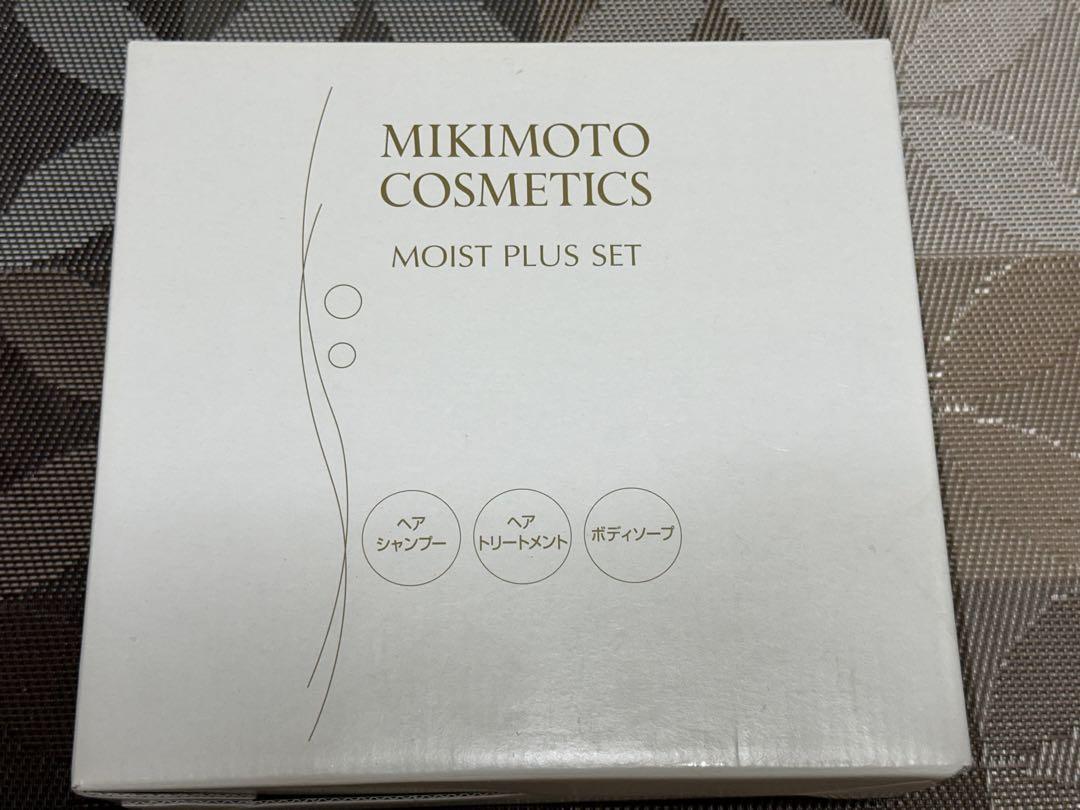 MIKIMOTO
COSMETICS
MOIST PLUS SET
ヘア
シャンプー
ヘア
トリートメント
ボディソープ